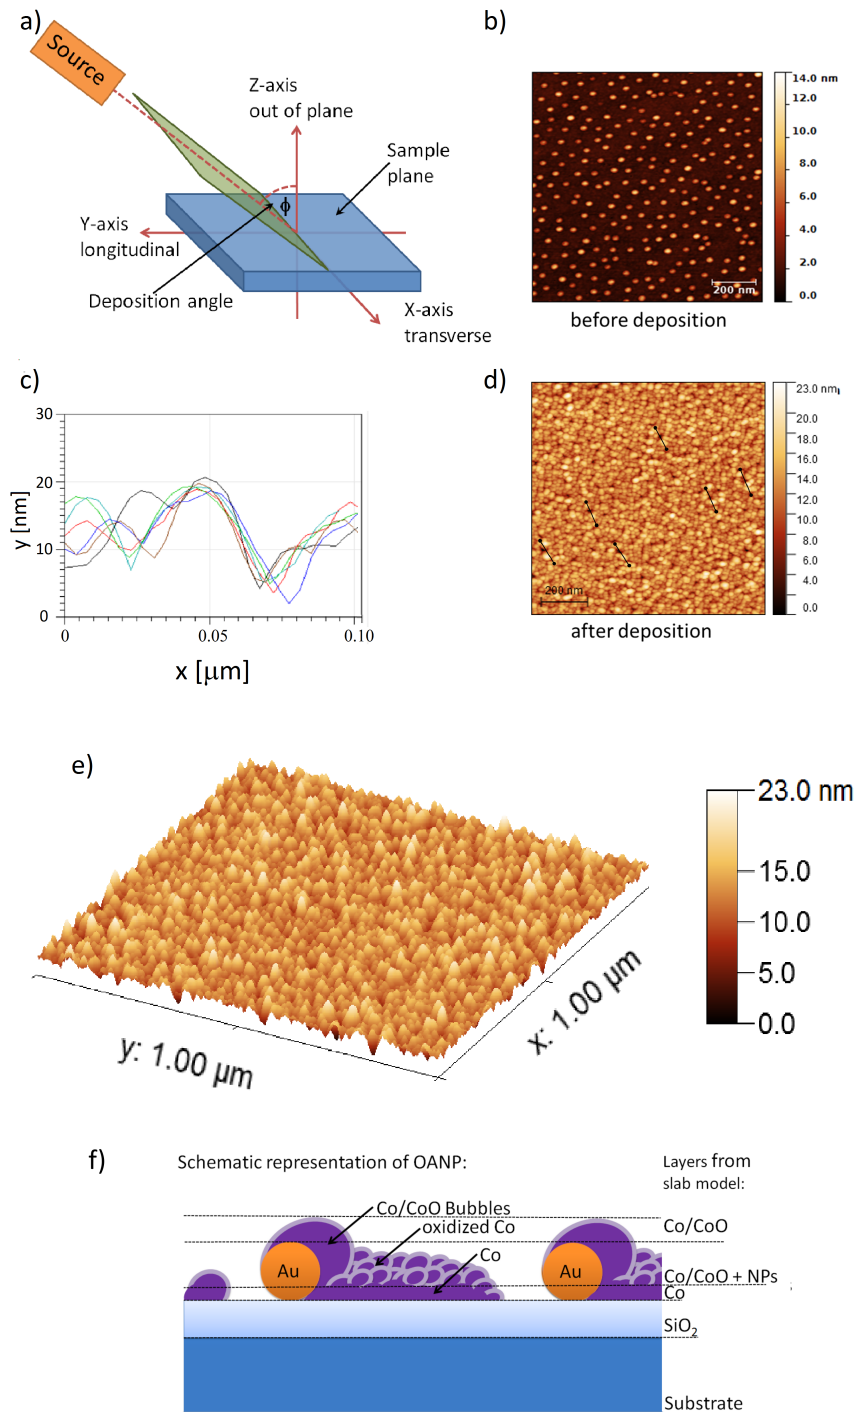 a)
Source
Z-axis
out of plane
Sample
plane
ϕ
Y-axis
longitudinal
Deposition angle
X-axis
transverse
b)
14.0 nm
12.0
10.0
8.0
6.0
4.0
2.0
0.0
200 nm
before deposition
c)
30
20
10
0
y [nm]
0
0.05
0.10
x [μm]
d)
23.0 nm
20.0
18.0
16.0
14.0
12.0
10.0
8.0
6.0
4.0
0.0
200 nm
after deposition
e)
23.0 nm
15.0
10.0
5.0
0.0
x: 1.00 µm
y: 1.00 µm
f)
Schematic representation of OANP:
Layers from
slab model:
Co/CoO Bubbles
oxidized Co
Co
Au
Au
Co/CoO
Co/CoO + NPs
Co
SiO₂
Substrate